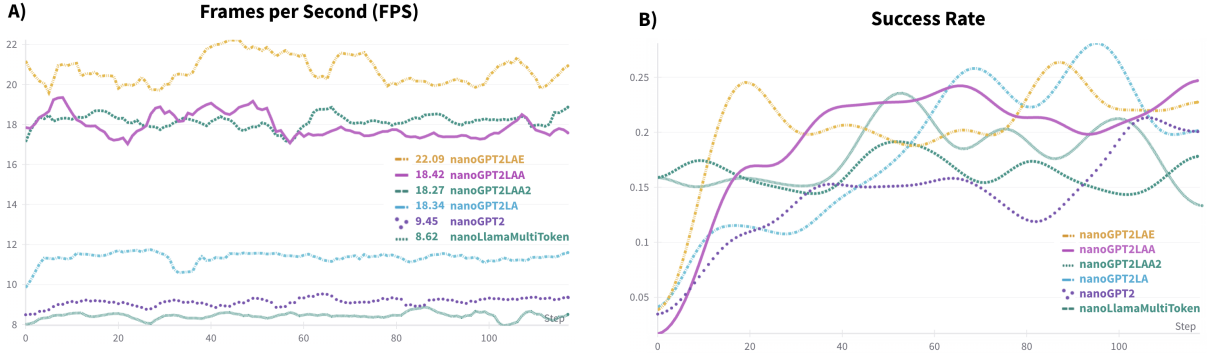 A)
Frames per Second (FPS)
22
20
18
16
14
12
10
8
0
20
40
60
80
100
Step
22.09 nanoGPT2LAE
18.42 nanoGPT2LAA
18.27 nanoGPT2LAA2
18.34 nanoGPT2LA
9.45 nanoGPT2
8.62 nanoLlamaMultiToken
B)
Success Rate
0.25
0.2
0.15
0.1
0.05
0
20
40
60
80
100
Step
nanoGPT2LAE
nanoGPT2LAA
nanoGPT2LAA2
nanoGPT2LA
nanoGPT2
nanoLlamaMultiToken